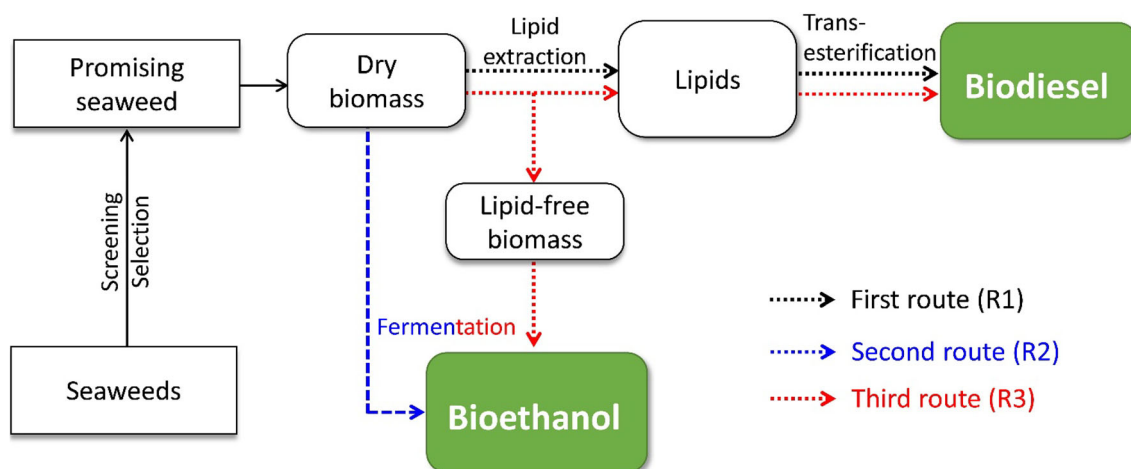 Promising
seaweed
Dry
biomass
Lipid
extraction
Lipids
Trans-
esterification
Biodiesel
Screening
Selection
Lipid-free
biomass
Fermentation
Seaweeds
Bioethanol
First route (R1)
Second route (R2)
Third route (R3)